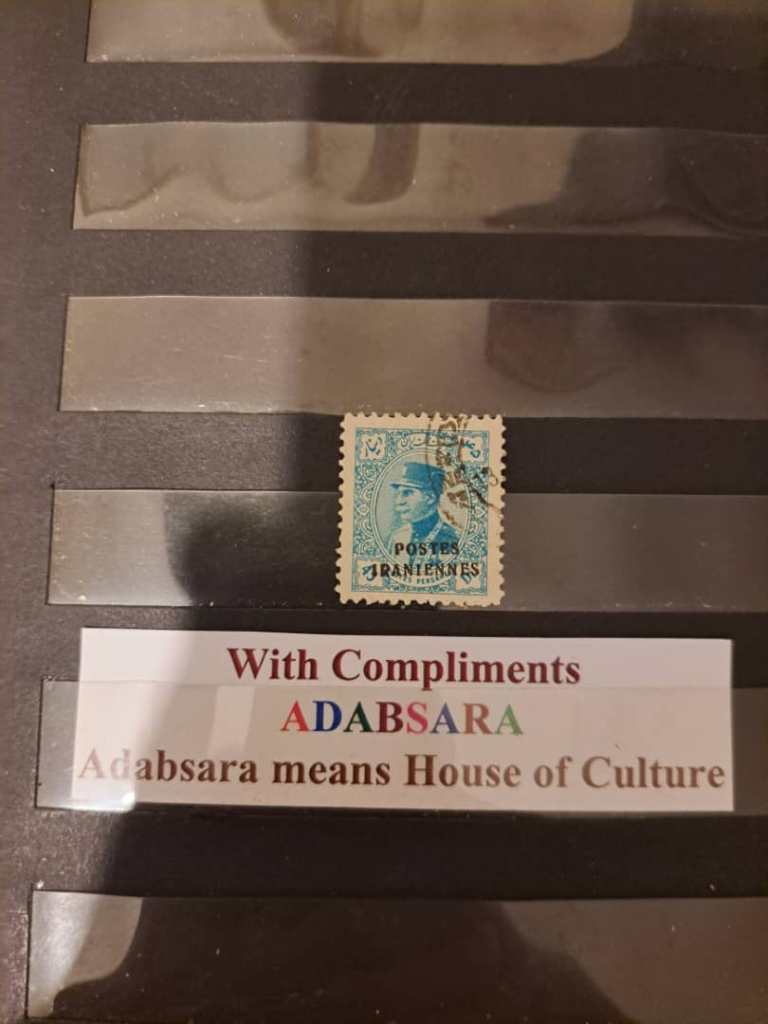 POSTES
IRANIENNES
With Compliments
ADABSARA
Adabsara means House of Culture